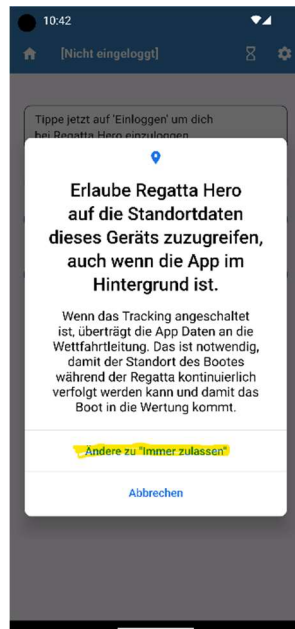 10:42
[Nicht eingeloggt]
Tippe jetzt auf 'Einloggen' um dich
bei Regatta Hero einzuloggen
Erlaube Regatta Hero
auf die Standortdaten
dieses Geräts zuzugreifen,
auch wenn die App im
Hintergrund ist.
Wenn das Tracking angeschaltet
ist, überträgt die App Daten an die
Wettfahrtleitung. Das ist notwendig,
damit der Standort des Bootes
während der Regatta kontinuierlich
verfolgt werden kann und damit das
Boot in die Wertung kommt.
Ändere zu "Immer zulassen"
Abbrechen